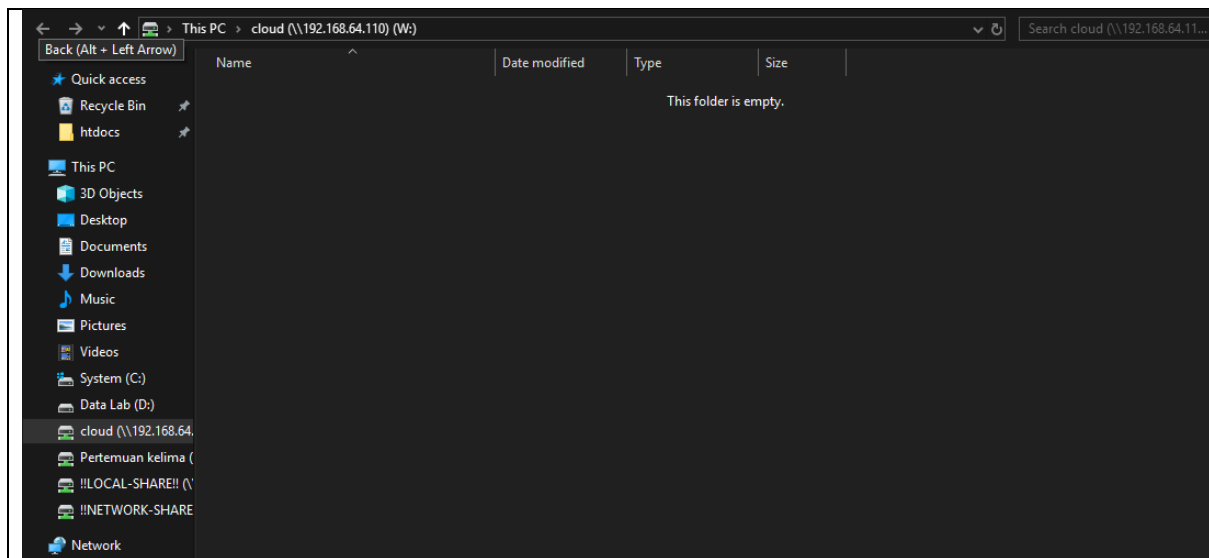 This PC > cloud (\\192.168.64.110) (W:)
Search cloud (\\192.168.64.11...
Back (Alt + Left Arrow)
Name Date modified Type Size
Quick access
This folder is empty.
Recycle Bin
htdocs
This PC
3D Objects
Desktop
Documents
Downloads
Music
Pictures
Videos
System (C:)
Data Lab (D:)
cloud (\\192.168.64.
Pertemuan kelima (
!!LOCAL-SHARE!! (\
!!NETWORK-SHARE
Network